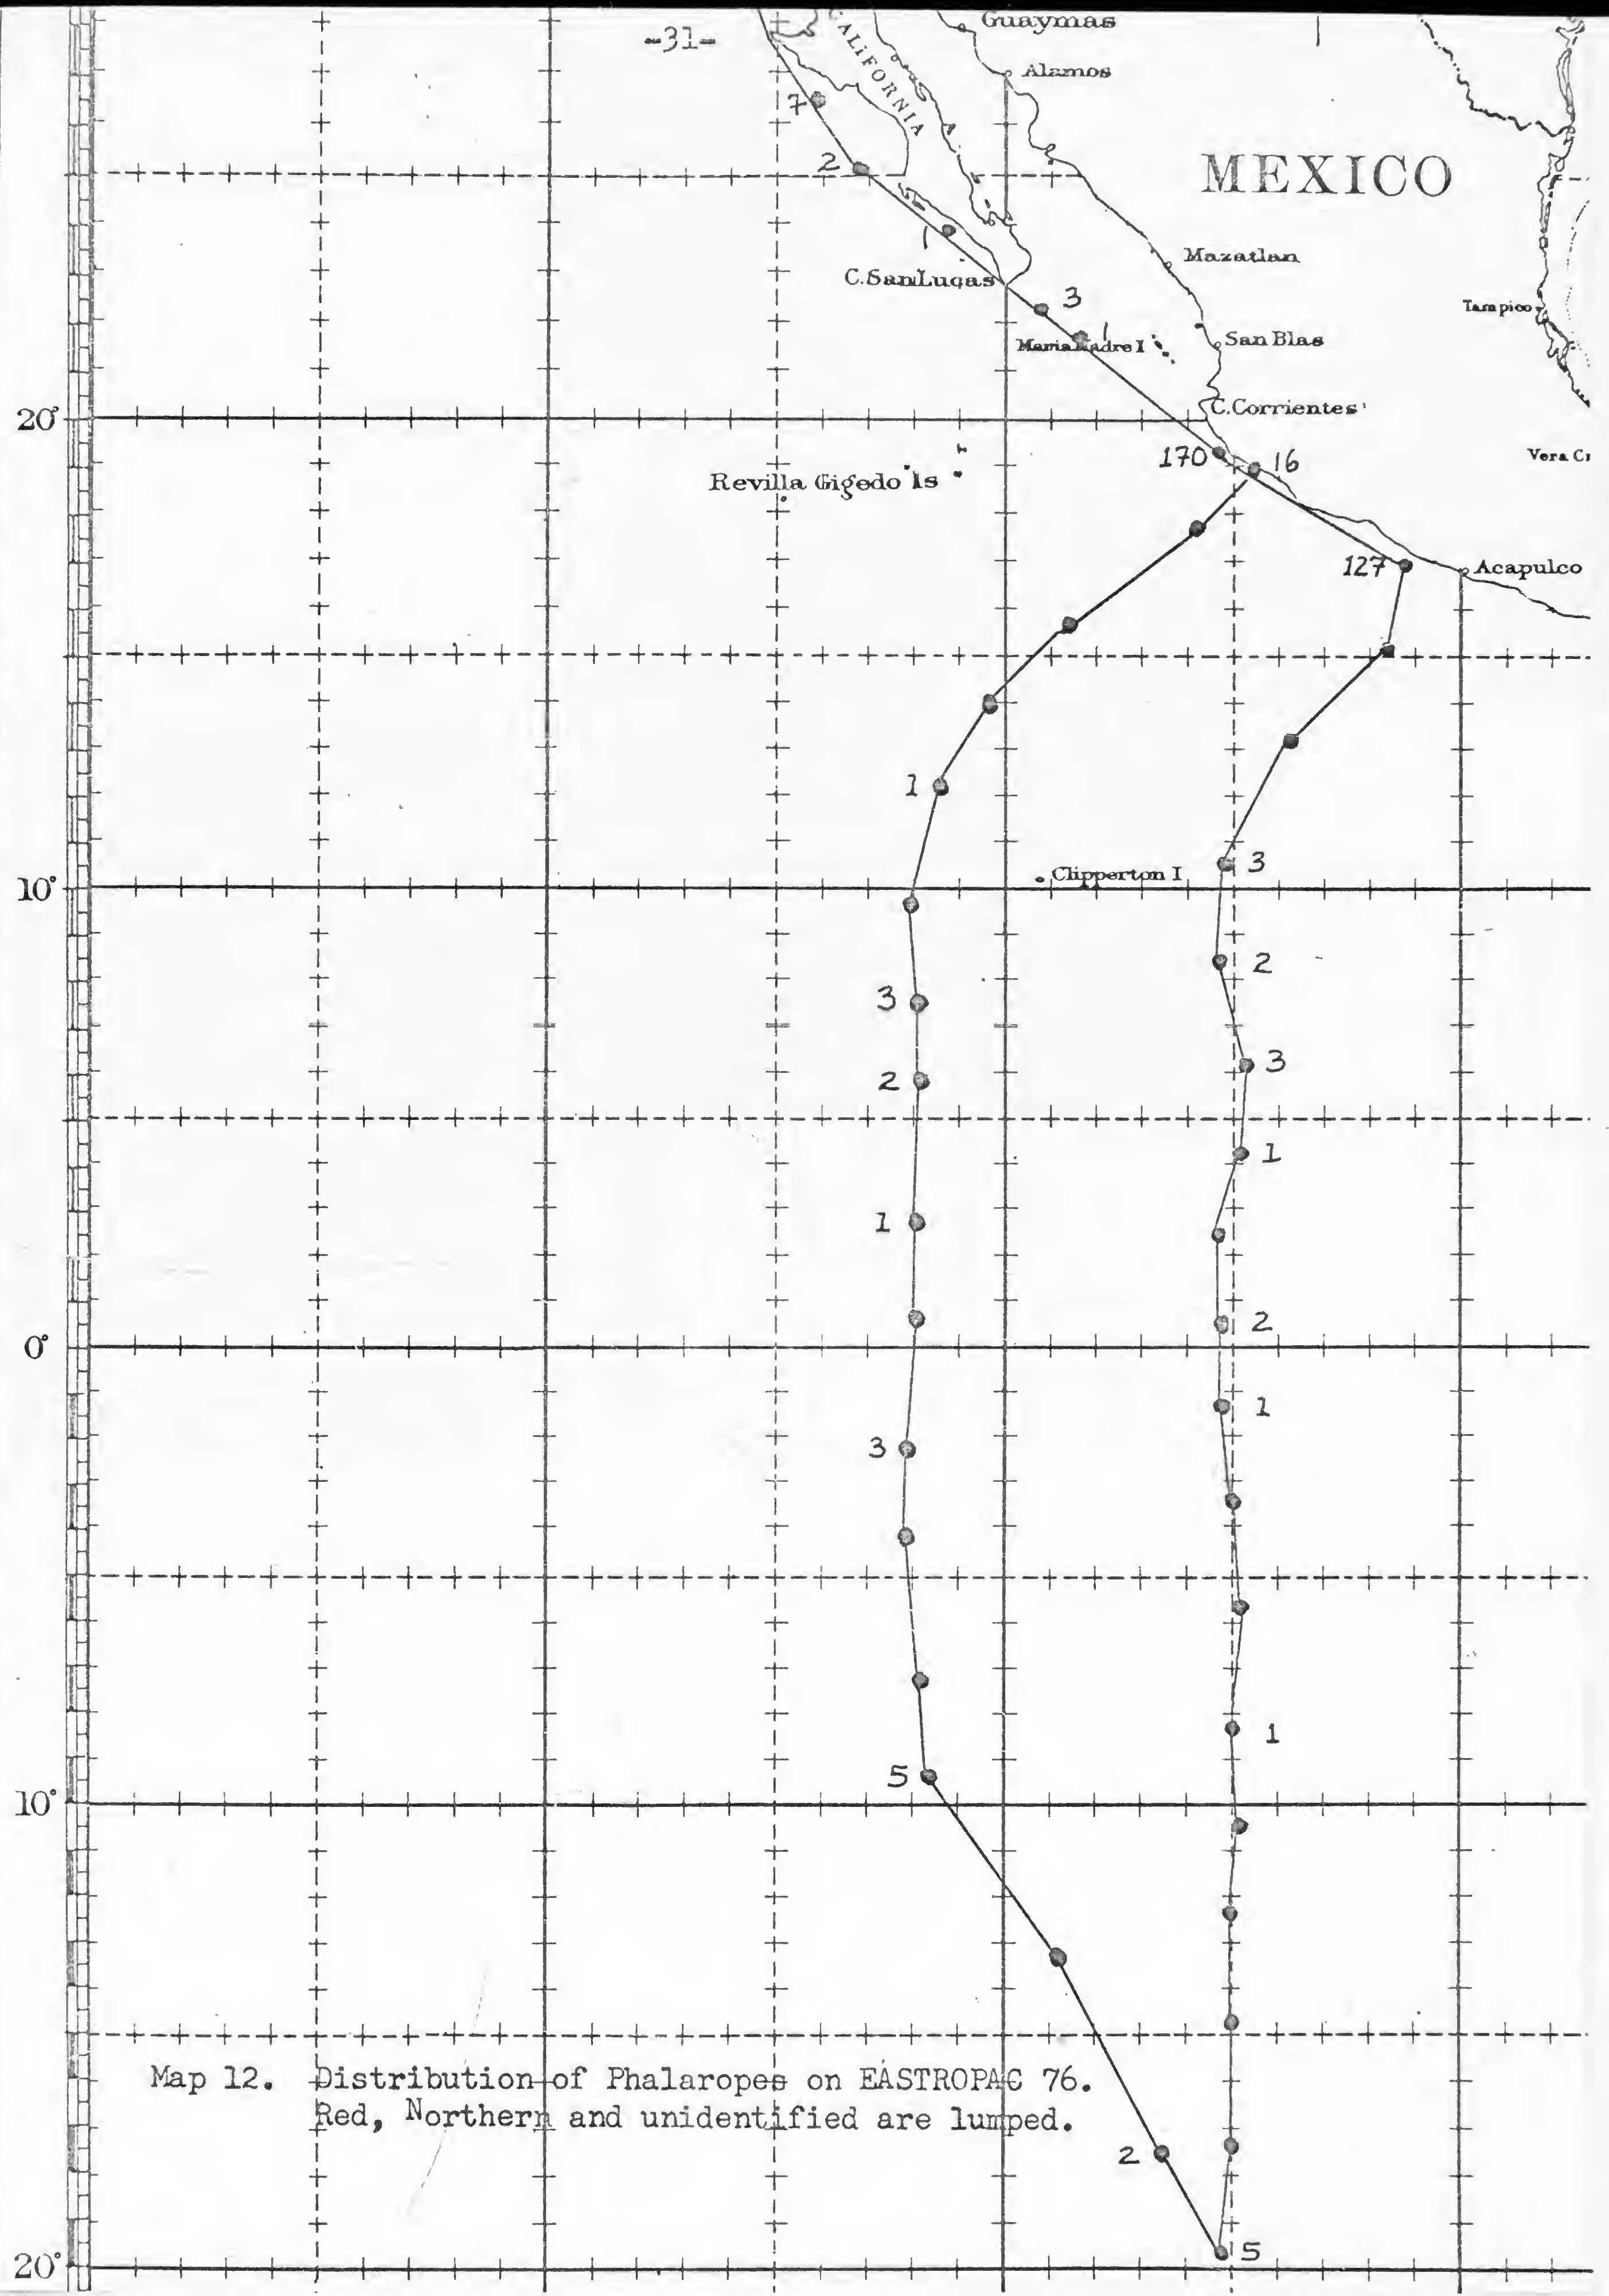 -31-
Guaymas
Alamos
CALIFORNIA
7
MEXICO
2
1
Mazatlan
C.SanLucas
3
Tampico
1
San Blas
Maria Madre I
C.Corrientes
20°
170
16
Vera Cr
Revilla Gigedo Is
127
Acapulco
1
3
Clipperton I
10°
2
3
3
2
1
1
2
0°
1
3
1
5
10°
Map 12. Distribution of Phalaropes on EASTROPAC 76.
Red, Northern and unidentified are lumped.
2
5
20°